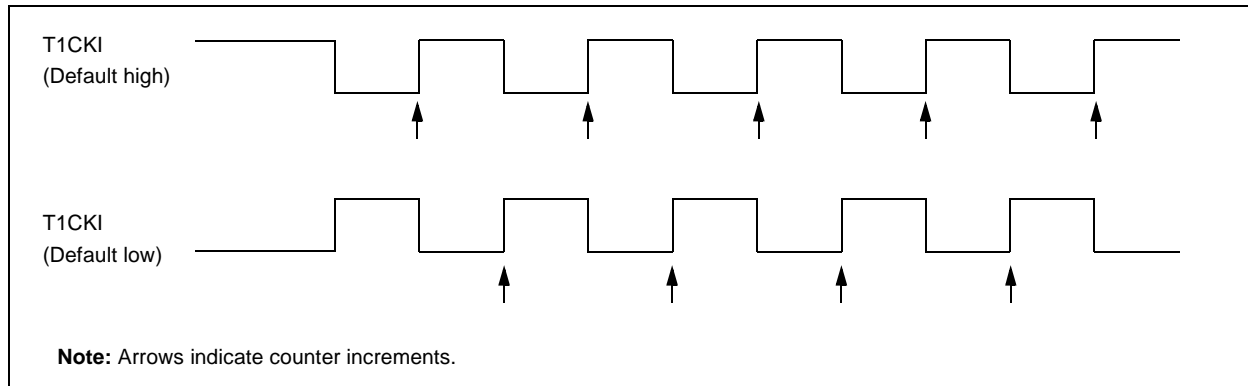 T1CKI
(Default high)
T1CKI
(Default low)
Note: Arrows indicate counter increments.